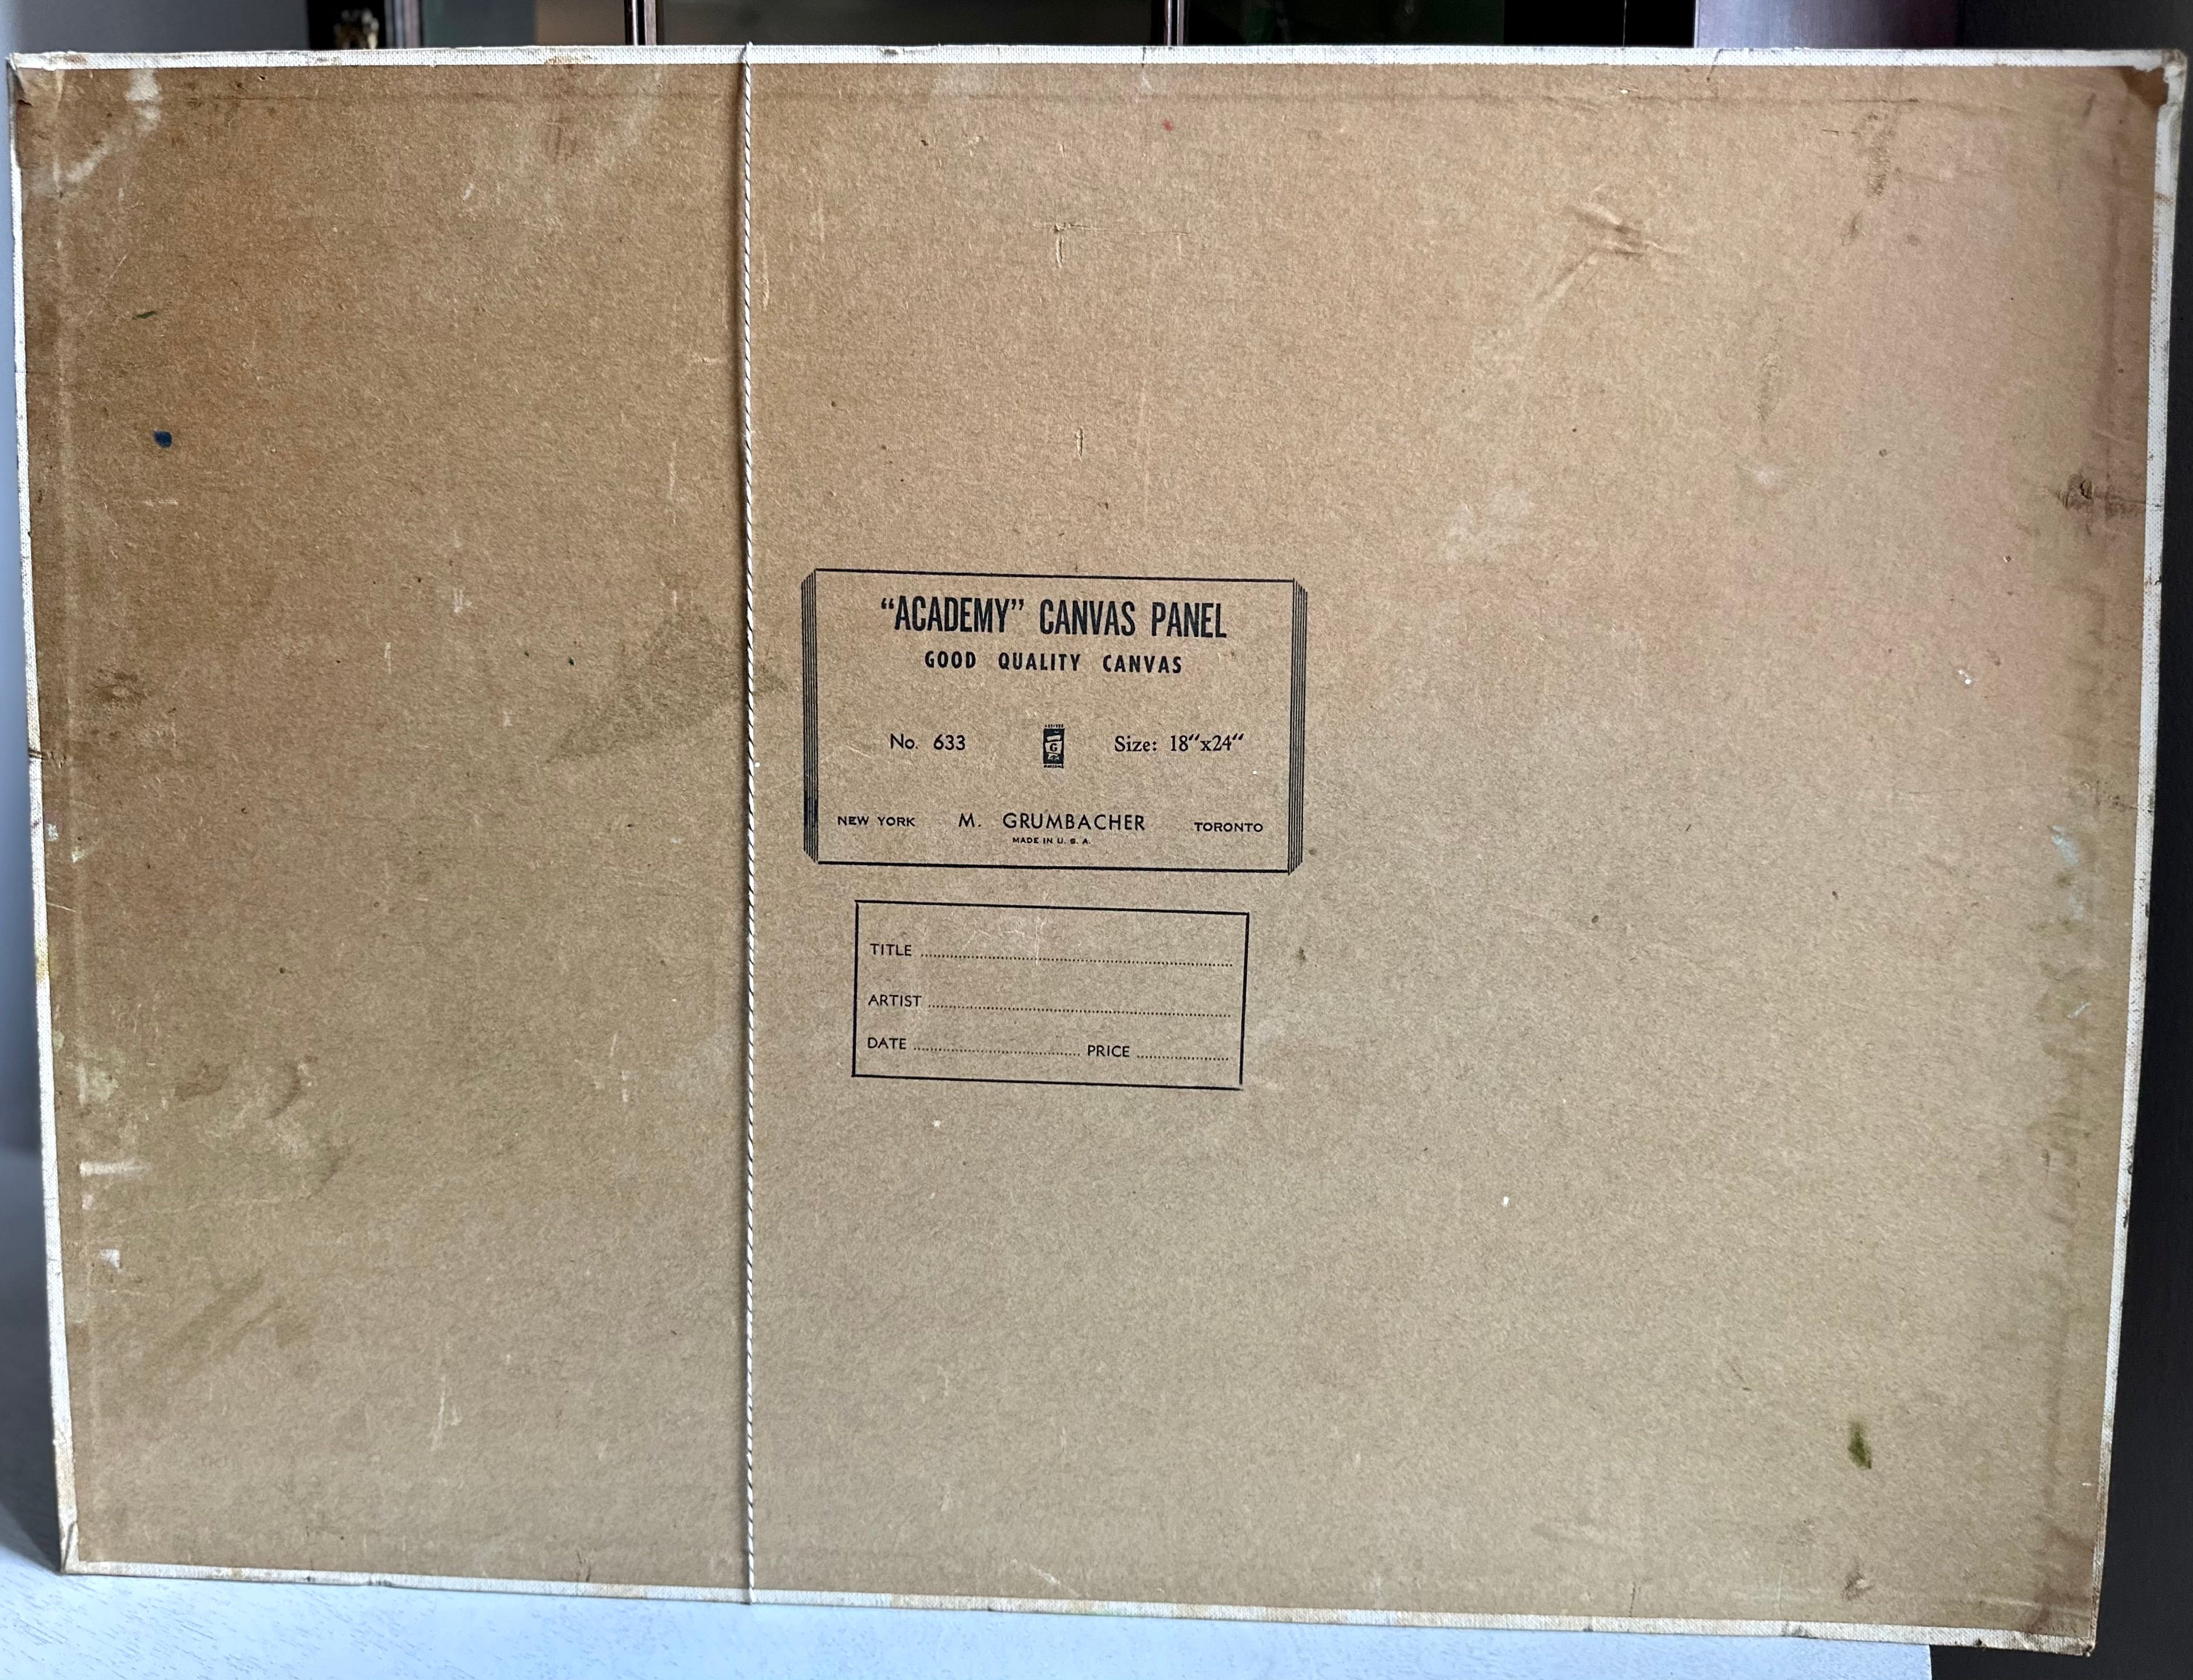 “ACADEMY” CANVAS PANEL
GOOD QUALITY CANVAS
No. 633 G Size: 18“x24“
NEW YORK M. GRUMBACHER TORONTO
MADE IN U. S. A.
TITLE ........................................
ARTIST ........................................
DATE ........................ PRICE ...............